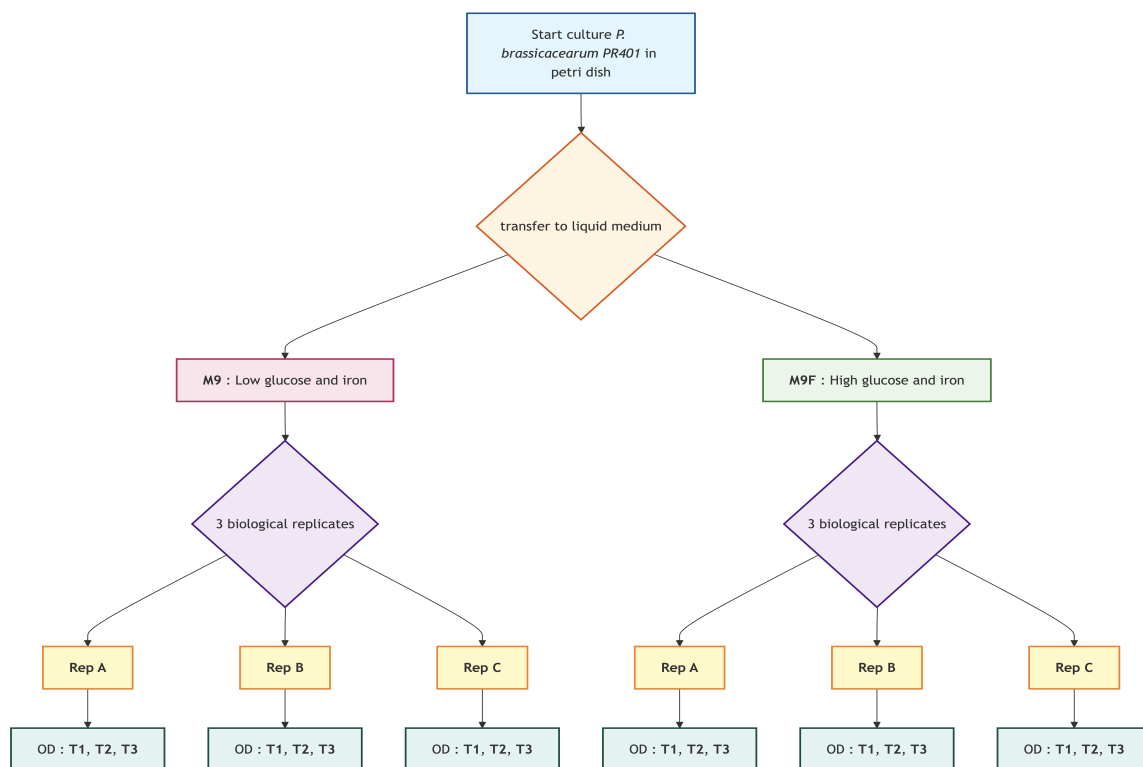 Start culture P.
brassicacearum PR401 in
petri dish
transfer to liquid medium
M9 : Low glucose and iron
M9F : High glucose and iron
3 biological replicates
3 biological replicates
Rep A
Rep B
Rep C
Rep A
Rep B
Rep C
OD : T1, T2, T3
OD : T1, T2, T3
OD : T1, T2, T3
OD : T1, T2, T3
OD : T1, T2, T3
OD : T1, T2, T3